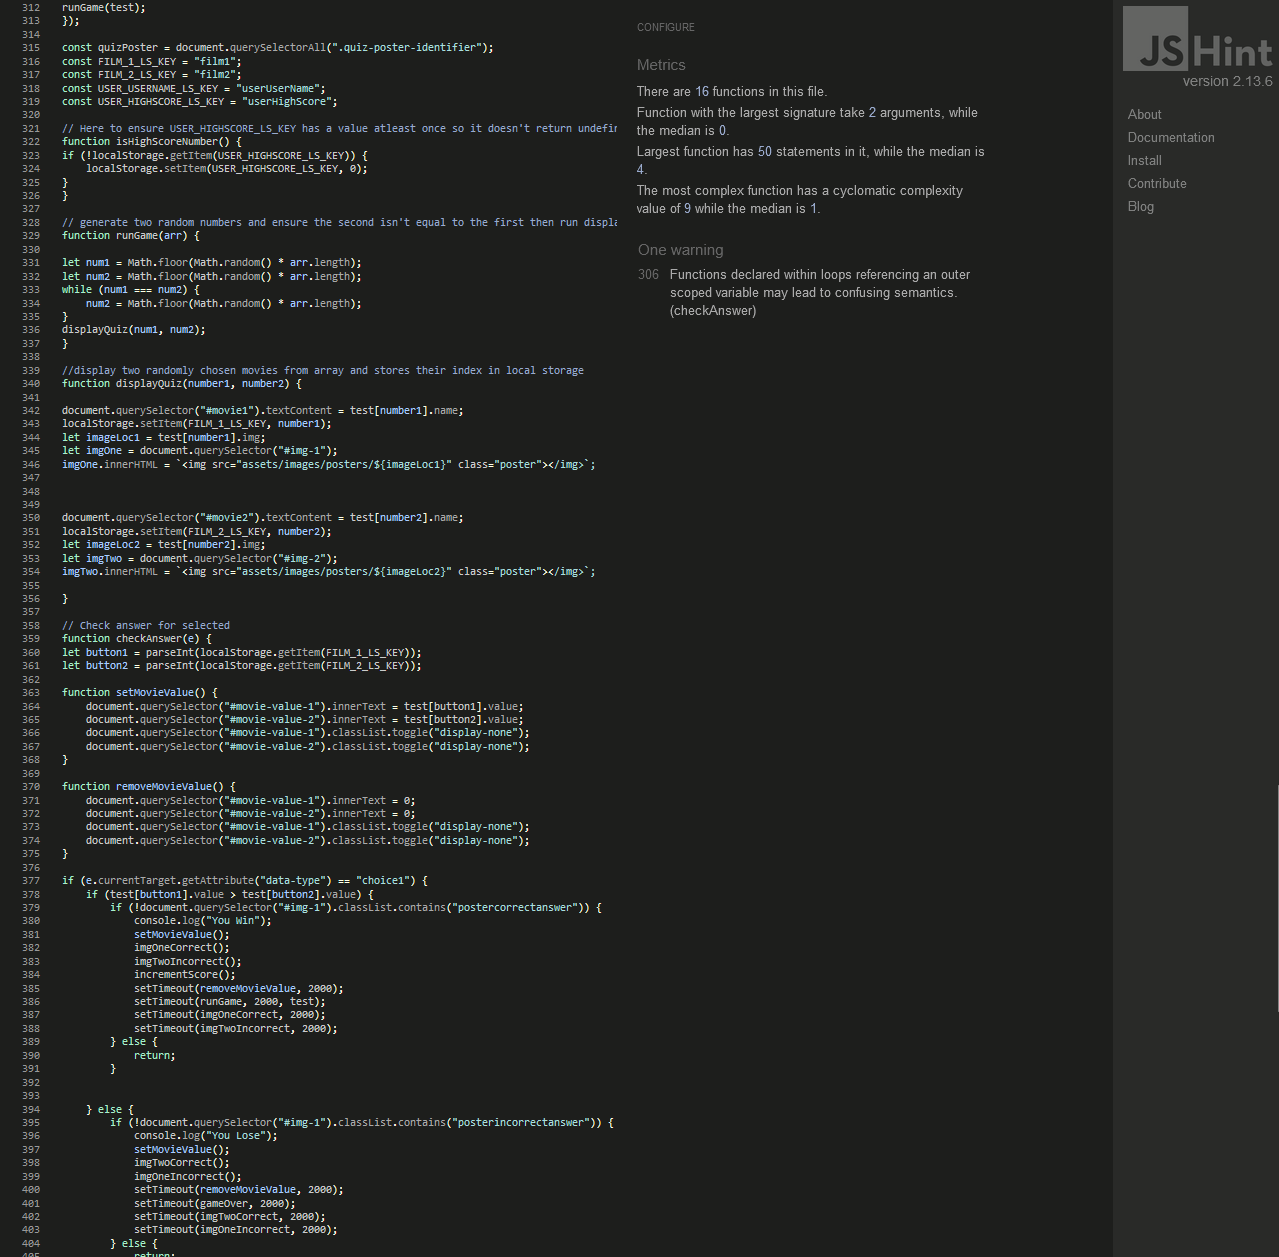 312 runGame(test);
313 });
314
315 const quizPoster = document.querySelectorAll(".quiz-poster-identifier");
316 const FILM_1_LS_KEY = "film1";
317 const FILM_2_LS_KEY = "film2";
318 const USER_USERNAME_LS_KEY = "userUserName";
319 const USER_HIGHSCORE_LS_KEY = "userHighScore";
320
321 // Here to ensure USER_HIGHSCORE_LS_KEY has a value atleast once so it doesn't return undefin
322 function isHighScoreNumber() {
323 if (!localStorage.getItem(USER_HIGHSCORE_LS_KEY)) {
324 localStorage.setItem(USER_HIGHSCORE_LS_KEY, 0);
325 }
326 }
327
328 // generate two random numbers and ensure the second isn't equal to the first then run displa
329 function runGame(arr) {
330
331 let num1 = Math.floor(Math.random() * arr.length);
332 let num2 = Math.floor(Math.random() * arr.length);
333 while (num1 === num2) {
334 num2 = Math.floor(Math.random() * arr.length);
335 }
336 displayQuiz(num1, num2);
337 }
338
339 //display two randomly chosen movies from array and stores their index in local storage
340 function displayQuiz(number1, number2) {
341
342 document.querySelector("#movie1").textContent = test[number1].name;
343 localStorage.setItem(FILM_1_LS_KEY, number1);
344 let imageLoc1 = test[number1].img;
345 let imgOne = document.querySelector("#img-1");
346 imgOne.innerHTML = `<img src="assets/images/posters/${imageLoc1}" class="poster"></img>`;
347
348
349
350 document.querySelector("#movie2").textContent = test[number2].name;
351 localStorage.setItem(FILM_2_LS_KEY, number2);
352 let imageLoc2 = test[number2].img;
353 let imgTwo = document.querySelector("#img-2");
354 imgTwo.innerHTML = `<img src="assets/images/posters/${imageLoc2}" class="poster"></img>`;
355
356 }
357
358 // Check answer for selected
359 function checkAnswer(e) {
360 let button1 = parseInt(localStorage.getItem(FILM_1_LS_KEY));
361 let button2 = parseInt(localStorage.getItem(FILM_2_LS_KEY));
362
363 function setMovieValue() {
364 document.querySelector("#movie-value-1").innerText = test[button1].value;
365 document.querySelector("#movie-value-2").innerText = test[button2].value;
366 document.querySelector("#movie-value-1").classList.toggle("display-none");
367 document.querySelector("#movie-value-2").classList.toggle("display-none");
368 }
369
370 function removeMovieValue() {
371 document.querySelector("#movie-value-1").innerText = 0;
372 document.querySelector("#movie-value-2").innerText = 0;
373 document.querySelector("#movie-value-1").classList.toggle("display-none");
374 document.querySelector("#movie-value-2").classList.toggle("display-none");
375 }
376
377 if (e.currentTarget.getAttribute("data-type") == "choice1") {
378 if (test[button1].value > test[button2].value) {
379 if (!document.querySelector("#img-1").classList.contains("postercorrectanswer")) {
380 console.log("You Win");
381 setMovieValue();
382 imgOneCorrect();
383 imgTwoIncorrect();
384 incrementScore();
385 setTimeout(removeMovieValue, 2000);
386 setTimeout(runGame, 2000, test);
387 setTimeout(imgOneCorrect, 2000);
388 setTimeout(imgTwoIncorrect, 2000);
389 } else {
390 return;
391 }
392
393
394 } else {
395 if (!document.querySelector("#img-1").classList.contains("posterincorrectanswer")) {
396 console.log("You Lose");
397 setMovieValue();
398 imgTwoCorrect();
399 imgOneIncorrect();
400 setTimeout(removeMovieValue, 2000);
401 setTimeout(gameOver, 2000);
402 setTimeout(imgTwoCorrect, 2000);
403 setTimeout(imgOneIncorrect, 2000);
404 } else {
405 return;
CONFIGURE
Metrics
There are 16 functions in this file.
Function with the largest signature take 2 arguments, while
the median is 0.
Largest function has 50 statements in it, while the median is
4.
The most complex function has a cyclomatic complexity
value of 9 while the median is 1.
One warning
306 Functions declared within loops referencing an outer
scoped variable may lead to confusing semantics.
(checkAnswer)
JSHint
version 2.13.6
About
Documentation
Install
Contribute
Blog